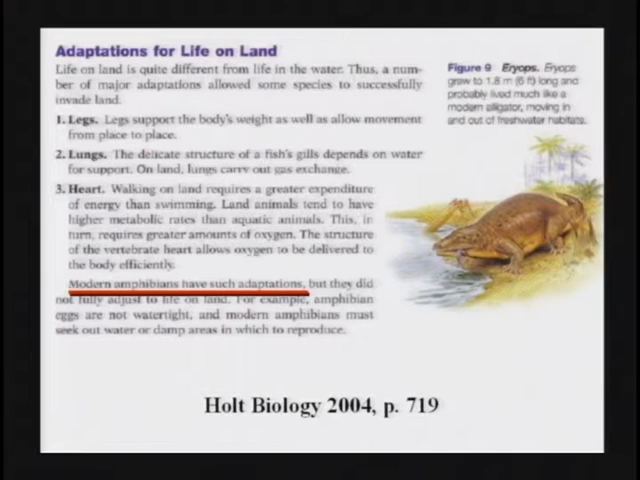 Adaptations for Life on Land
Life on land is quite different from life in the water. Thus, a num-
ber of major adaptations allowed some species to successfully
invade land.
1. Legs. Legs support the body's weight as well as allow movement
from place to place.
2. Lungs. The delicate structure of a fish's gills depends on water
for support. On land, lungs carry out gas exchange.
3. Heart. Walking on land requires a greater expenditure
of energy than swimming. Land animals tend to have
higher metabolic rates than aquatic animals. This, in
turn, requires greater amounts of oxygen. The structure
of the vertebrate heart allows oxygen to be delivered to
the body efficiently.
Modern amphibians have such adaptations, but they did
not fully adjust to life on land. For example, amphibian
eggs are not watertight, and modern amphibians must
seek out water or damp areas in which to reproduce.
Figure 9 Eryops. Eryops
grew to 1.8 m (6 ft) long and
probably lived much like a
modern alligator, moving in
and out of freshwater habitats.
Holt Biology 2004, p. 719